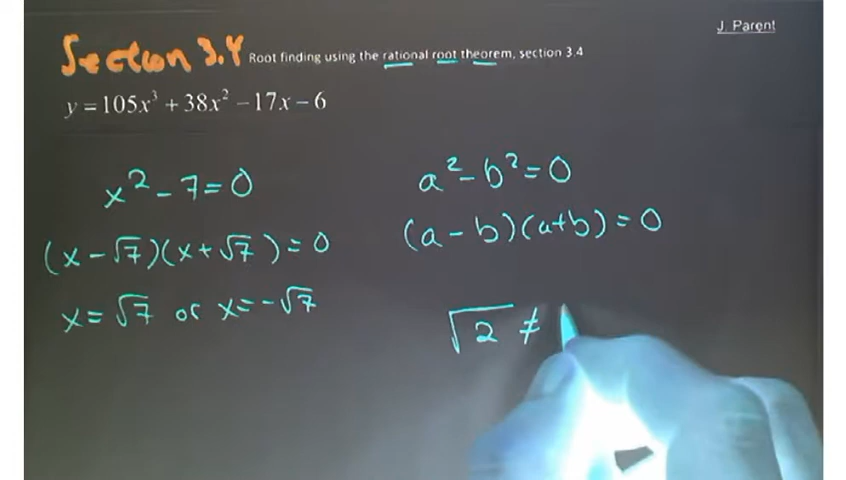 J. Parent
Section 3.4 Root finding using the rational root theorem, section 3.4
y = 105x³ + 38x² − 17x − 6
x² − 7 = 0
(x − √7)(x + √7) = 0
x = √7 or x = −√7
a² − b² = 0
(a − b)(a + b) = 0
√2 ≠